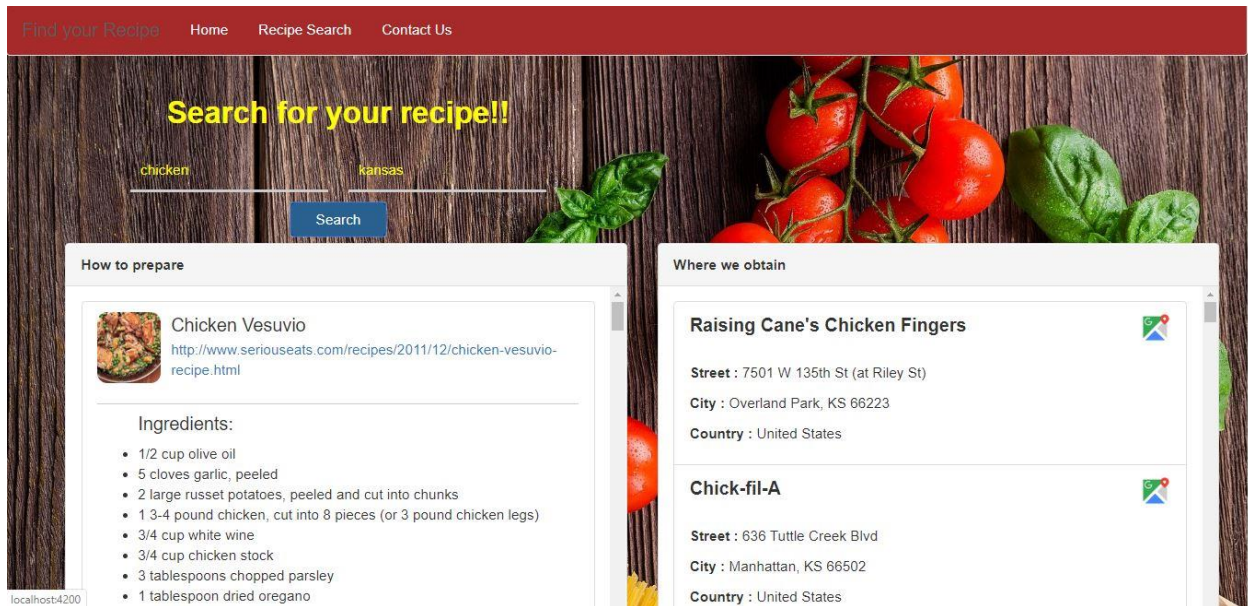 Find your Recipe Home Recipe Search Contact Us
Search for your recipe!!
chicken kansas
Search
How to prepare
Chicken Vesuvio
http://www.seriouseats.com/recipes/2011/12/chicken-vesuvio-
recipe.html
Ingredients:
1/2 cup olive oil
5 cloves garlic, peeled
2 large russet potatoes, peeled and cut into chunks
1 3-4 pound chicken, cut into 8 pieces (or 3 pound chicken legs)
3/4 cup white wine
3/4 cup chicken stock
3 tablespoons chopped parsley
1 tablespoon dried oregano
Where we obtain
Raising Cane's Chicken Fingers
Street : 7501 W 135th St (at Riley St)
City : Overland Park, KS 66223
Country : United States
Chick-fil-A
Street : 636 Tuttle Creek Blvd
City : Manhattan, KS 66502
Country : United States
localhost:4200